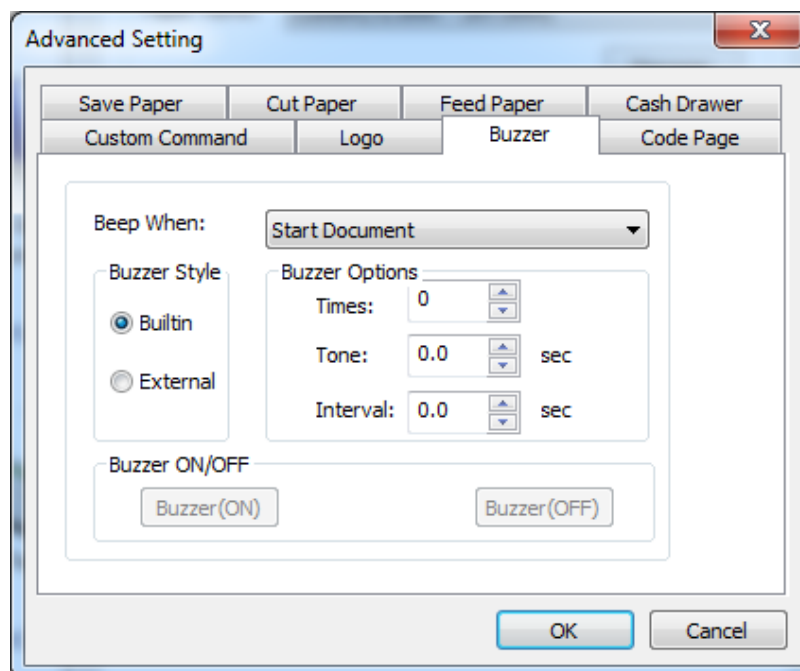 Advanced Setting
Save Paper Cut Paper Feed Paper Cash Drawer
Custom Command Logo Buzzer Code Page
Beep When: Start Document
Buzzer Style Buzzer Options
Times: 0
Builtin
Tone: 0.0 sec
External
Interval: 0.0 sec
Buzzer ON/OFF
Buzzer(ON) Buzzer(OFF)
OK Cancel